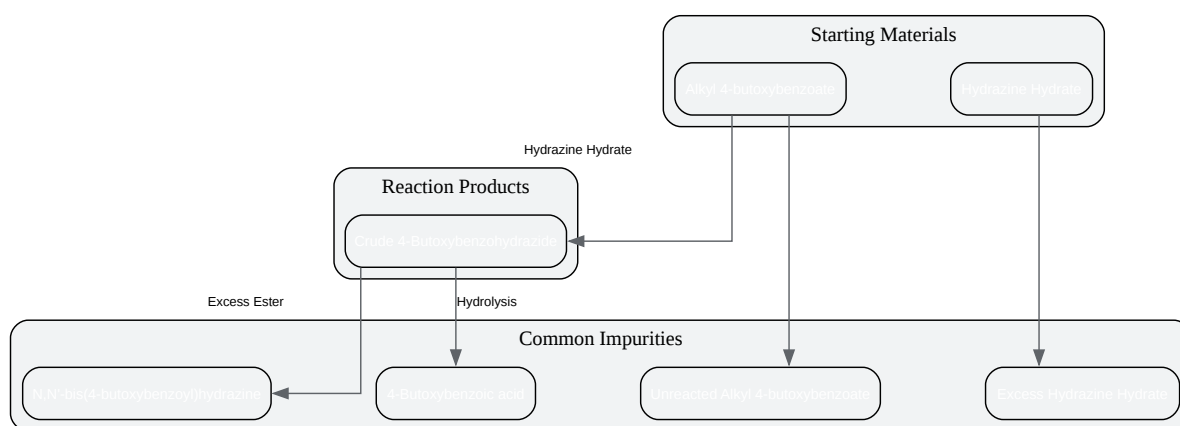 Starting Materials
Alkyl 4-butoxybenzoate
Hydrazine Hydrate
Hydrazine Hydrate
Reaction Products
Crude 4-Butoxybenzohydrazide
Excess Ester
Hydrolysis
Common Impurities
N,N'-bis(4-butoxybenzoyl)hydrazine
4-Butoxybenzoic acid
Unreacted Alkyl 4-butoxybenzoate
Excess Hydrazine Hydrate